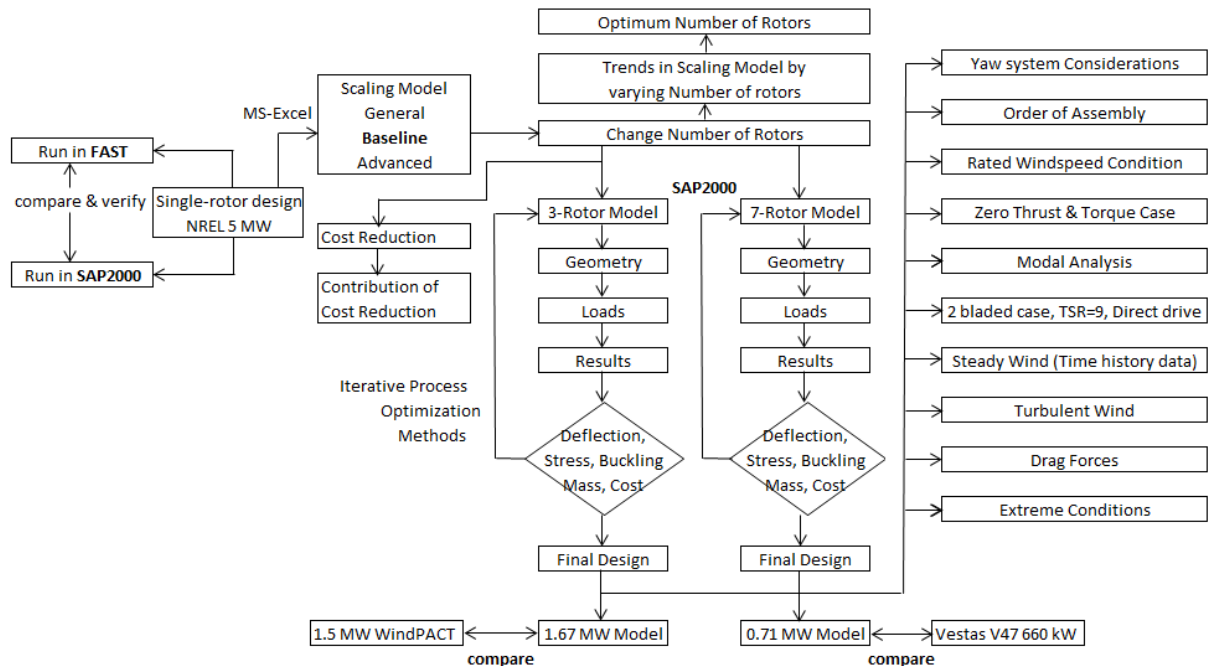 Optimum Number of Rotors
Trends in Scaling Model by
varying Number of rotors
Change Number of Rotors
MS-Excel
Scaling Model
General
Baseline
Advanced
Run in FAST
compare & verify
Single-rotor design
NREL 5 MW
Run in SAP2000
Cost Reduction
Contribution of
Cost Reduction
SAP2000
3-Rotor Model
Geometry
Loads
Results
Iterative Process
Optimization
Methods
Deflection,
Stress, Buckling
Mass, Cost
Final Design
7-Rotor Model
Geometry
Loads
Results
Deflection,
Stress, Buckling
Mass, Cost
Final Design
1.5 MW WindPACT
compare
1.67 MW Model
0.71 MW Model
compare
Vestas V47 660 kW
Yaw system Considerations
Order of Assembly
Rated Windspeed Condition
Zero Thrust & Torque Case
Modal Analysis
2 bladed case, TSR=9, Direct drive
Steady Wind (Time history data)
Turbulent Wind
Drag Forces
Extreme Conditions